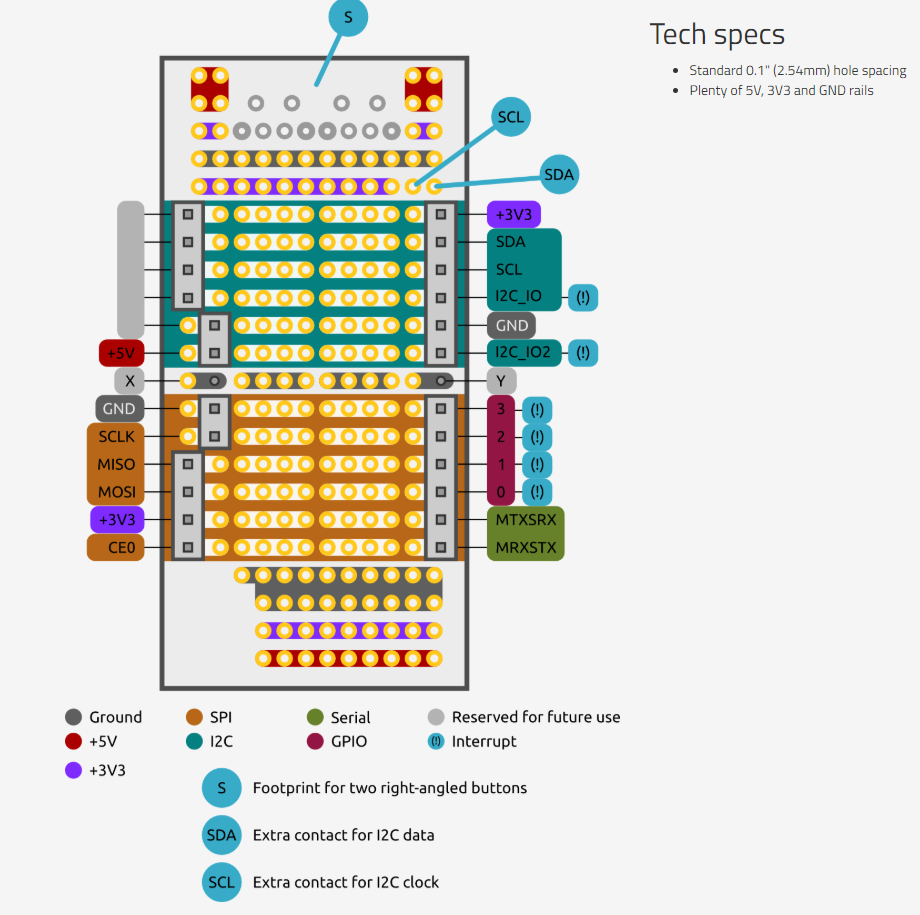 S
Tech specs
Standard 0.1” (2.54mm) hole spacing
Plenty of 5V, 3V3 and GND rails
SCL
SDA
+3V3
SDA
SCL
I2C_IO (!)
GND
+5V I2C_IO2 (!)
X Y
GND 3 (!)
SCLK 2 (!)
MISO 1 (!)
MOSI 0 (!)
+3V3 MTXSRX
CE0 MRXSTX
Ground SPI Serial Reserved for future use
+5V I2C GPIO (!) Interrupt
+3V3
S Footprint for two right-angled buttons
SDA Extra contact for I2C data
SCL Extra contact for I2C clock